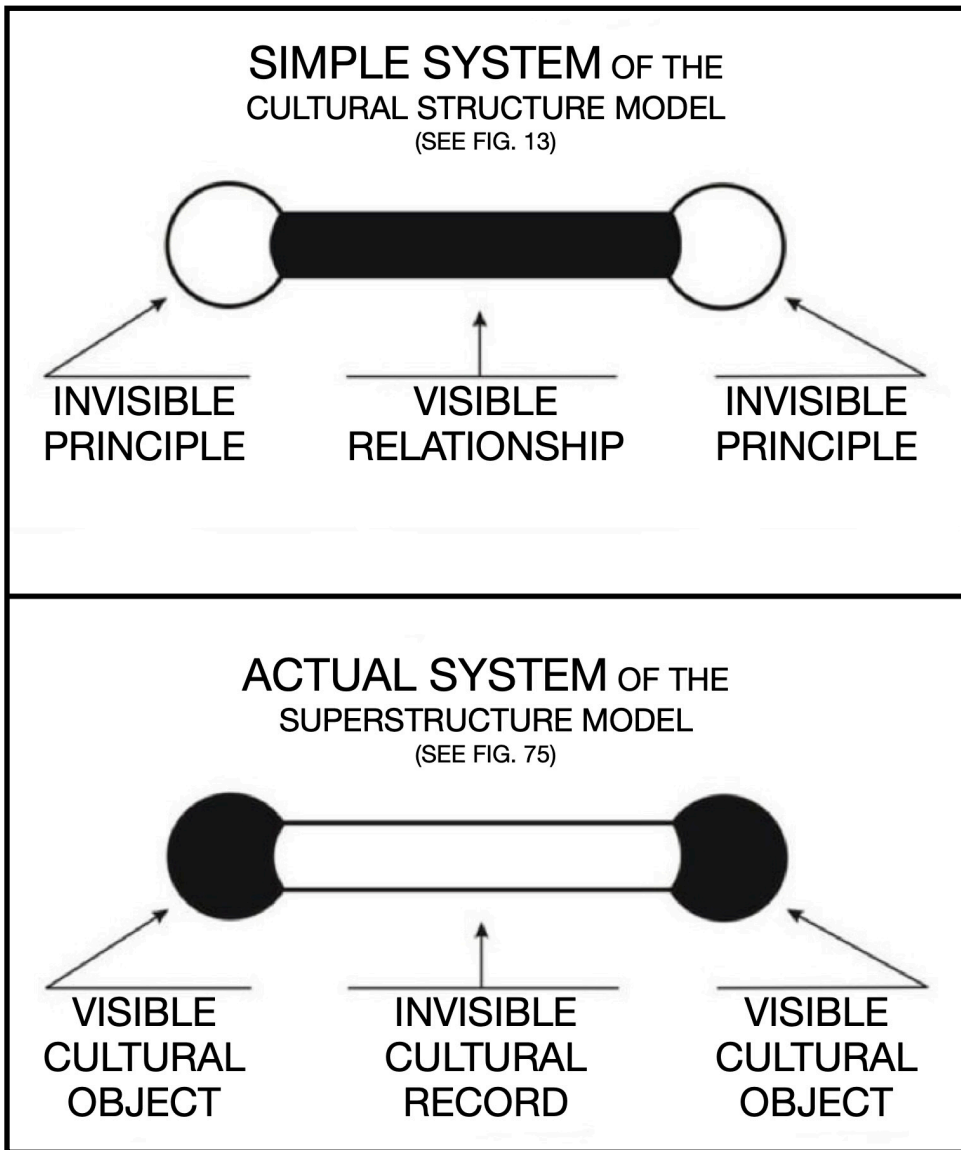 SIMPLE SYSTEM OF THE
CULTURAL STRUCTURE MODEL
(SEE FIG. 13)
INVISIBLE
PRINCIPLE
VISIBLE
RELATIONSHIP
INVISIBLE
PRINCIPLE
ACTUAL SYSTEM OF THE
SUPERSTRUCTURE MODEL
(SEE FIG. 75)
VISIBLE
CULTURAL
OBJECT
INVISIBLE
CULTURAL
RECORD
VISIBLE
CULTURAL
OBJECT